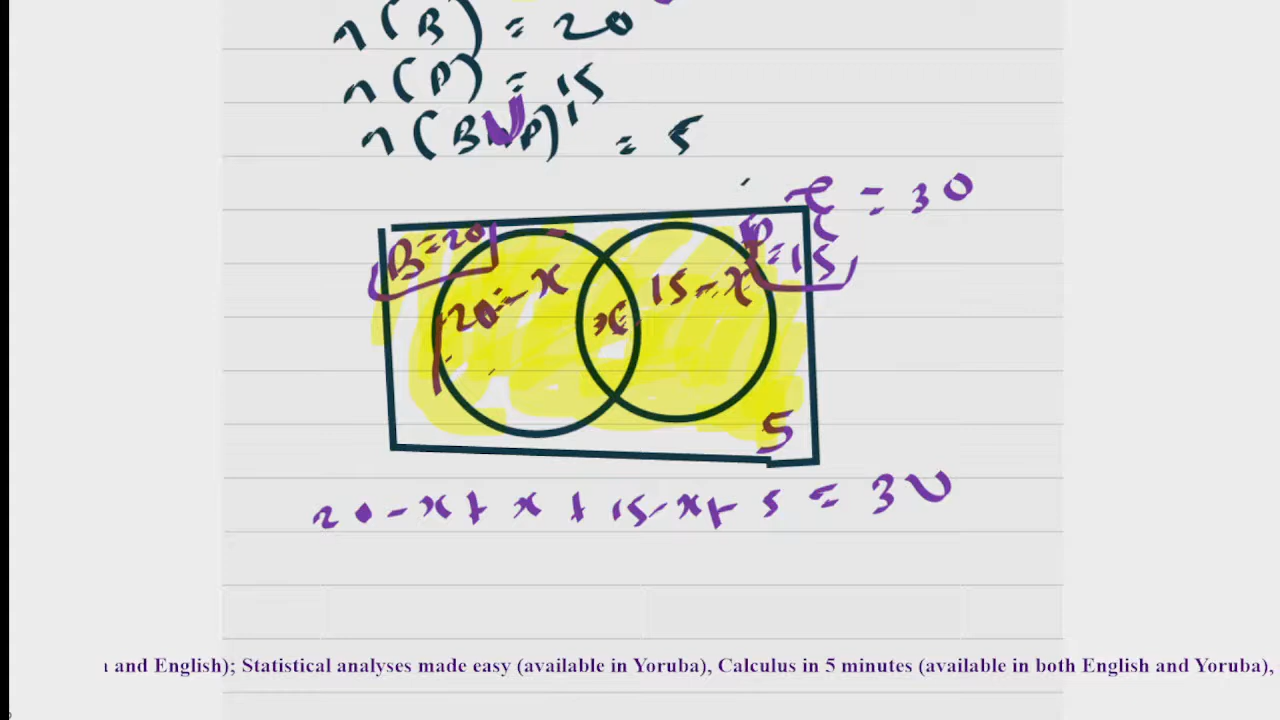 n(B) = 20
n(P) = 15
n(B∪P)' = 5
ξ = 30
B=20
P=15
20-x
x
15-x
5
20-x+x+15-x+5=30
and English); Statistical analyses made easy (available in Yoruba), Calculus in 5 minutes (available in both English and Yoruba),